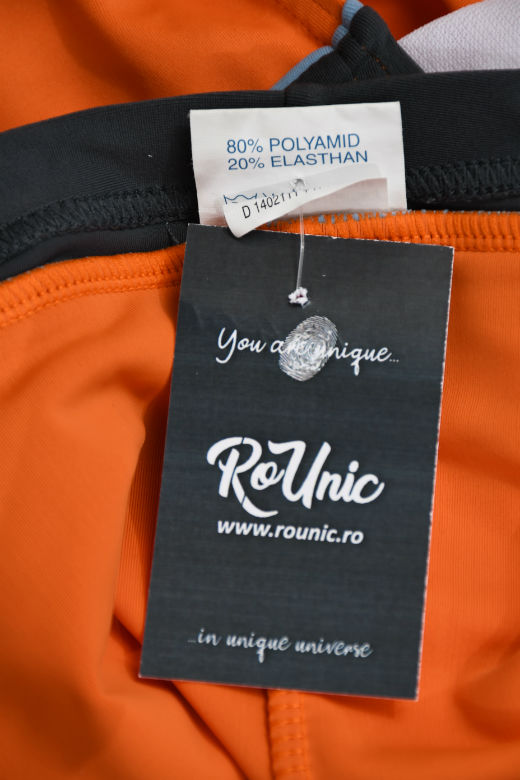 80% POLYAMID
20% ELASTHAN
You are unique...
RoUnic
www.rounic.ro
...in unique universe